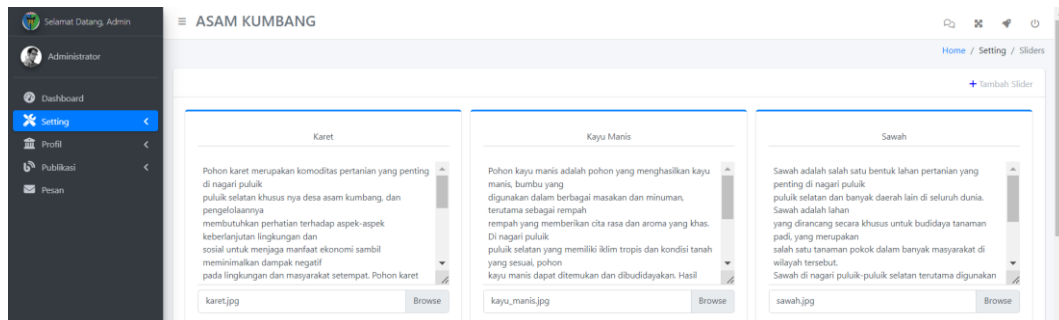 Selamat Datang, Admin
ASAM KUMBANG
Administrator
Home / Setting / Sliders
Dashboard
Setting
Profil
Publikasi
Pesan
+ Tambah Slider
Karet
Pohon karet merupakan komoditas pertanian yang penting
di nagari puluik
puluik selatan khusus nya desa asam kumbang, dan
pengelolaannya
membutuhkan perhatian terhadap aspek-aspek
keberlanjutan lingkungan dan
sosial untuk menjaga manfaat ekonomi sambil
meminimalkan dampak negatif
pada lingkungan dan masyarakat setempat. Pohon karet
karet.jpg
Browse
Kayu Manis
Pohon kayu manis adalah pohon yang menghasilkan kayu
manis, bumbu yang
digunakan dalam berbagai masakan dan minuman,
terutama sebagai rempah
rempah yang memberikan cita rasa dan aroma yang khas.
Di nagari puluik
puluik selatan yang memiliki iklim tropis dan kondisi tanah
yang sesuai, pohon
kayu manis dapat ditemukan dan dibudidayakan. Hasil
kayu_manis.jpg
Browse
Sawah
Sawah adalah salah satu bentuk lahan pertanian yang
penting di nagari puluik
puluik selatan dan banyak daerah lain di seluruh dunia.
Sawah adalah lahan
yang dirancang secara khusus untuk budidaya tanaman
padi, yang merupakan
salah satu tanaman pokok dalam banyak masyarakat di
wilayah tersebut.
Sawah di nagari puluik-puluik selatan terutama digunakan
sawah.jpg
Browse